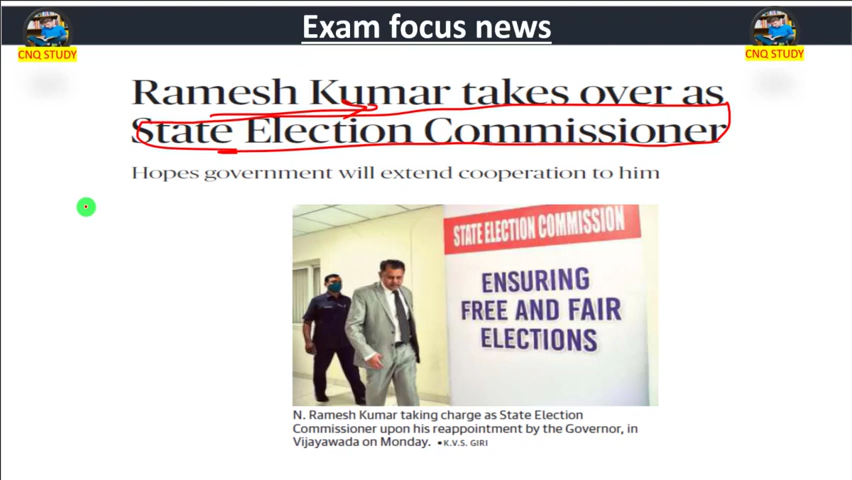 Exam focus news
CNQ STUDY
CNQ STUDY
Ramesh Kumar takes over as
State Election Commissioner
Hopes government will extend cooperation to him
STATE ELECTION COMMISSION
ENSURING
FREE AND FAIR
ELECTIONS
N. Ramesh Kumar taking charge as State Election
Commissioner upon his reappointment by the Governor, in
Vijayawada on Monday. •K.V.S. GIRI